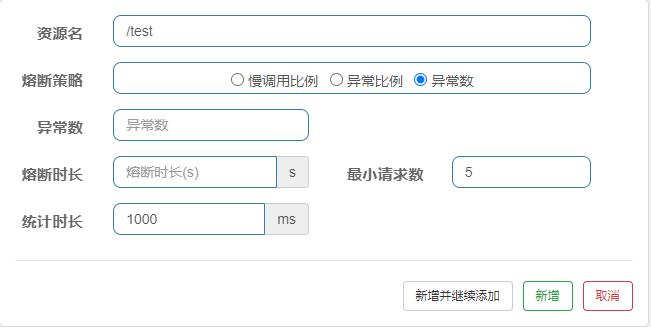 资源名 /test
熔断策略 慢调用比例 异常比例 异常数
异常数 异常数
熔断时长 熔断时长(s) s 最小请求数 5
统计时长 1000 ms
新增并继续添加 新增 取消